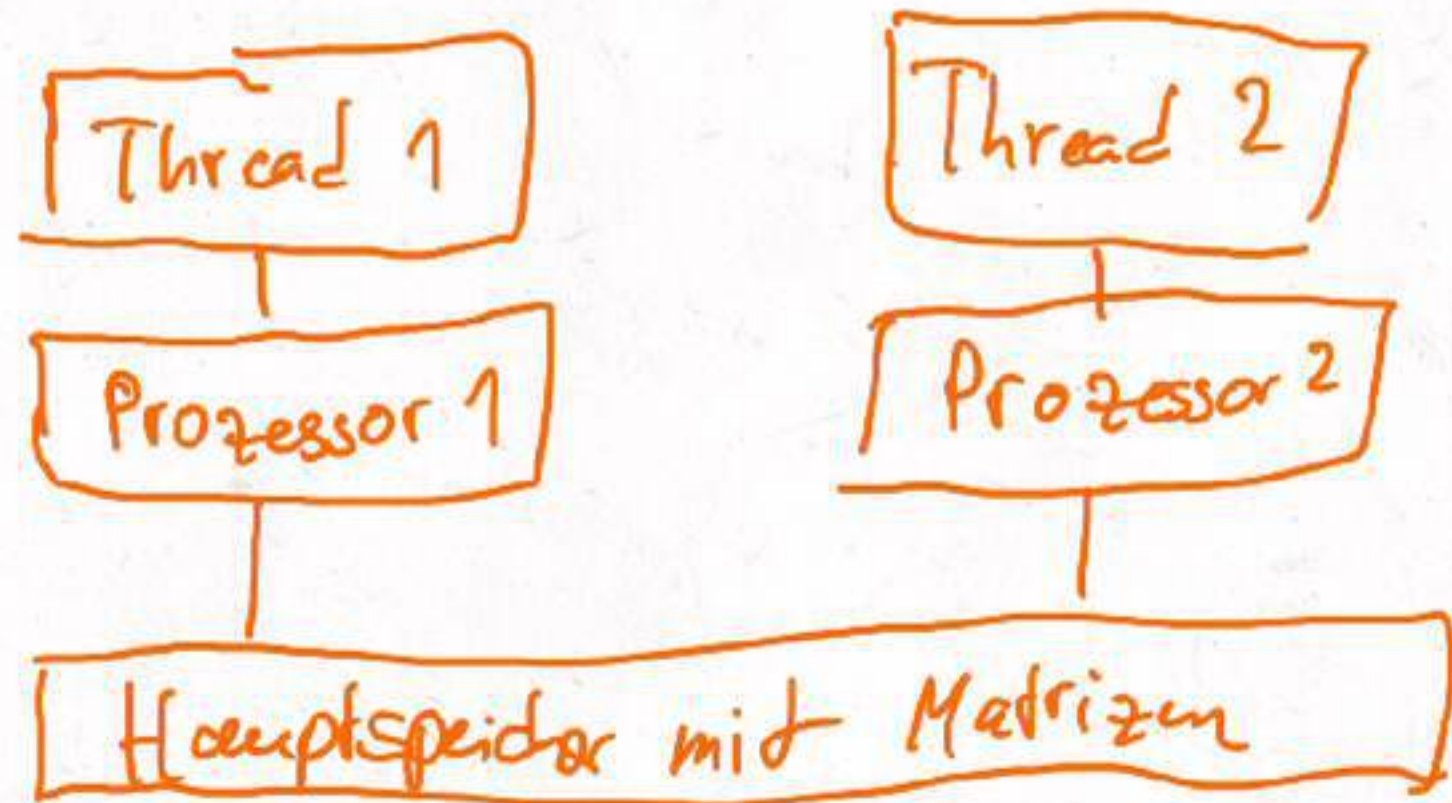 Thread 1
Thread 2
Prozessor 1
Prozessor 2
Hauptspeicher mit Matrizen